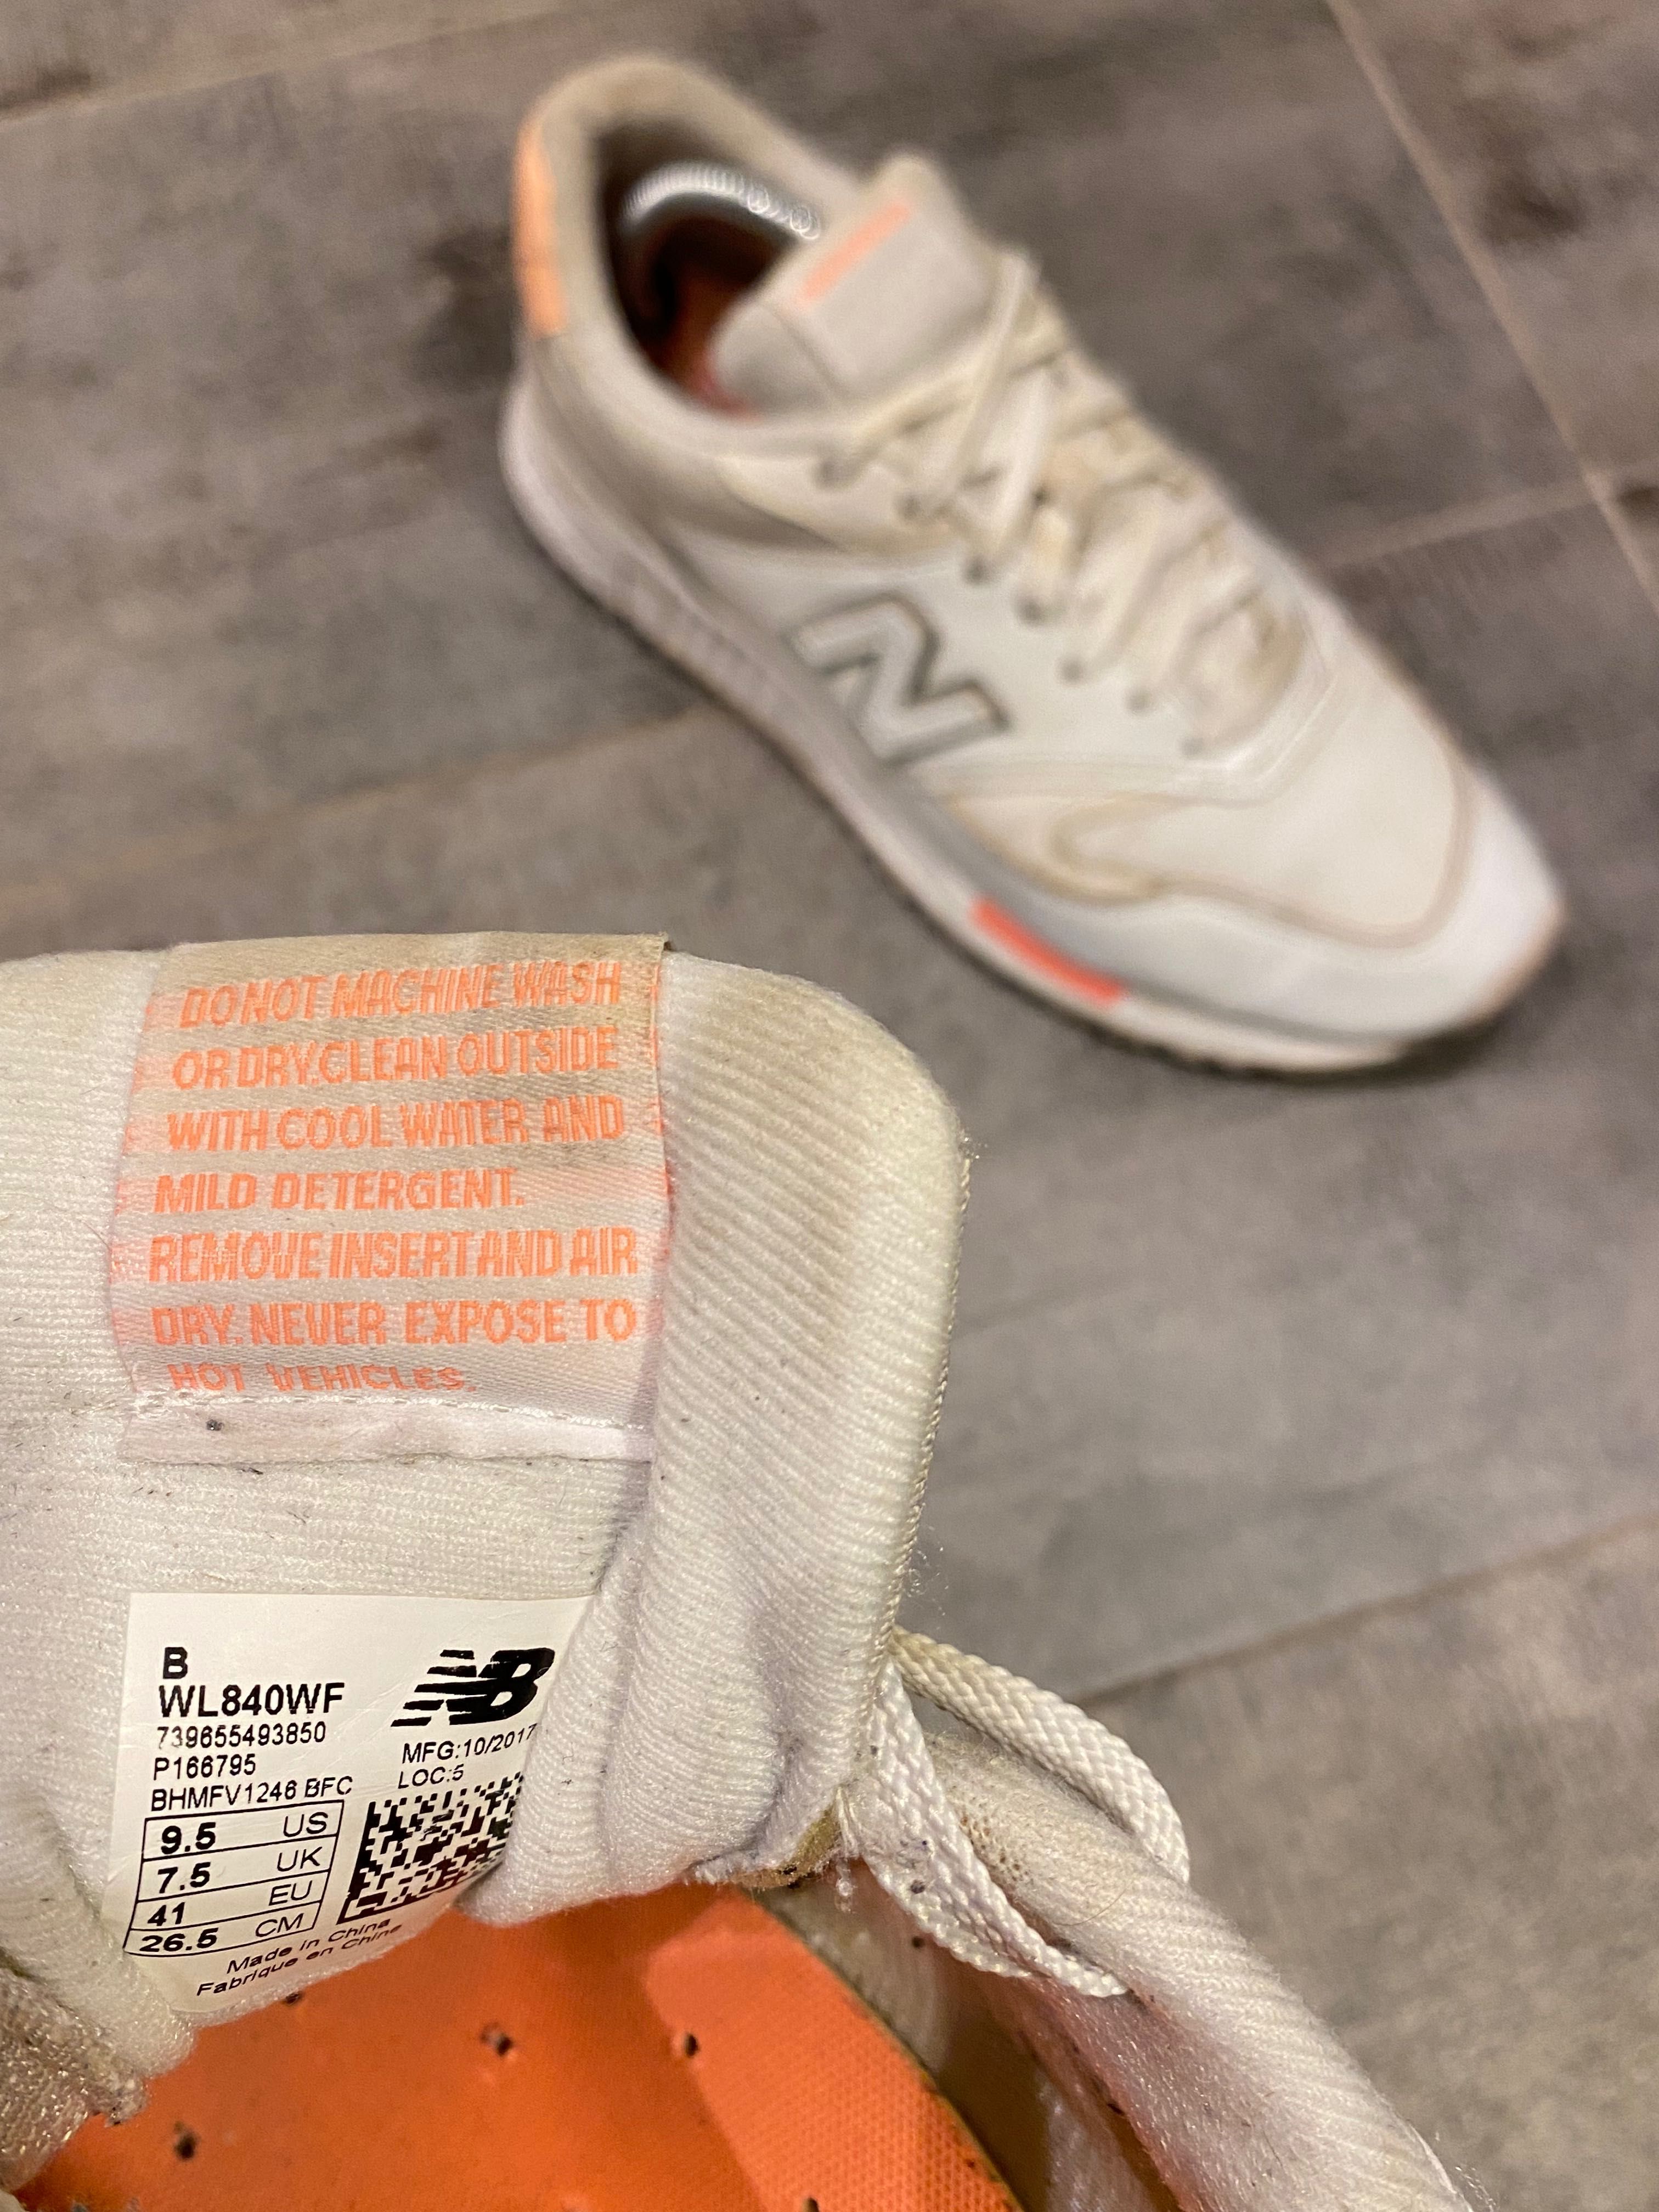 N
DO NOT MACHINE WASH
OR DRY.CLEAN OUTSIDE
WITH COOL WATER AND
MILD DETERGENT.
REMOVE INSERT AND AIR
DRY. NEVER EXPOSE TO
HOT VEHICLES.
B
WL840WF
739655493850
P166795
BHMFV1246 BFC
NB
MFG:10/2017
LOC:5
9.5 US
7.5 UK
41 EU
26.5 CM
Made in China
Fabrique en Chine